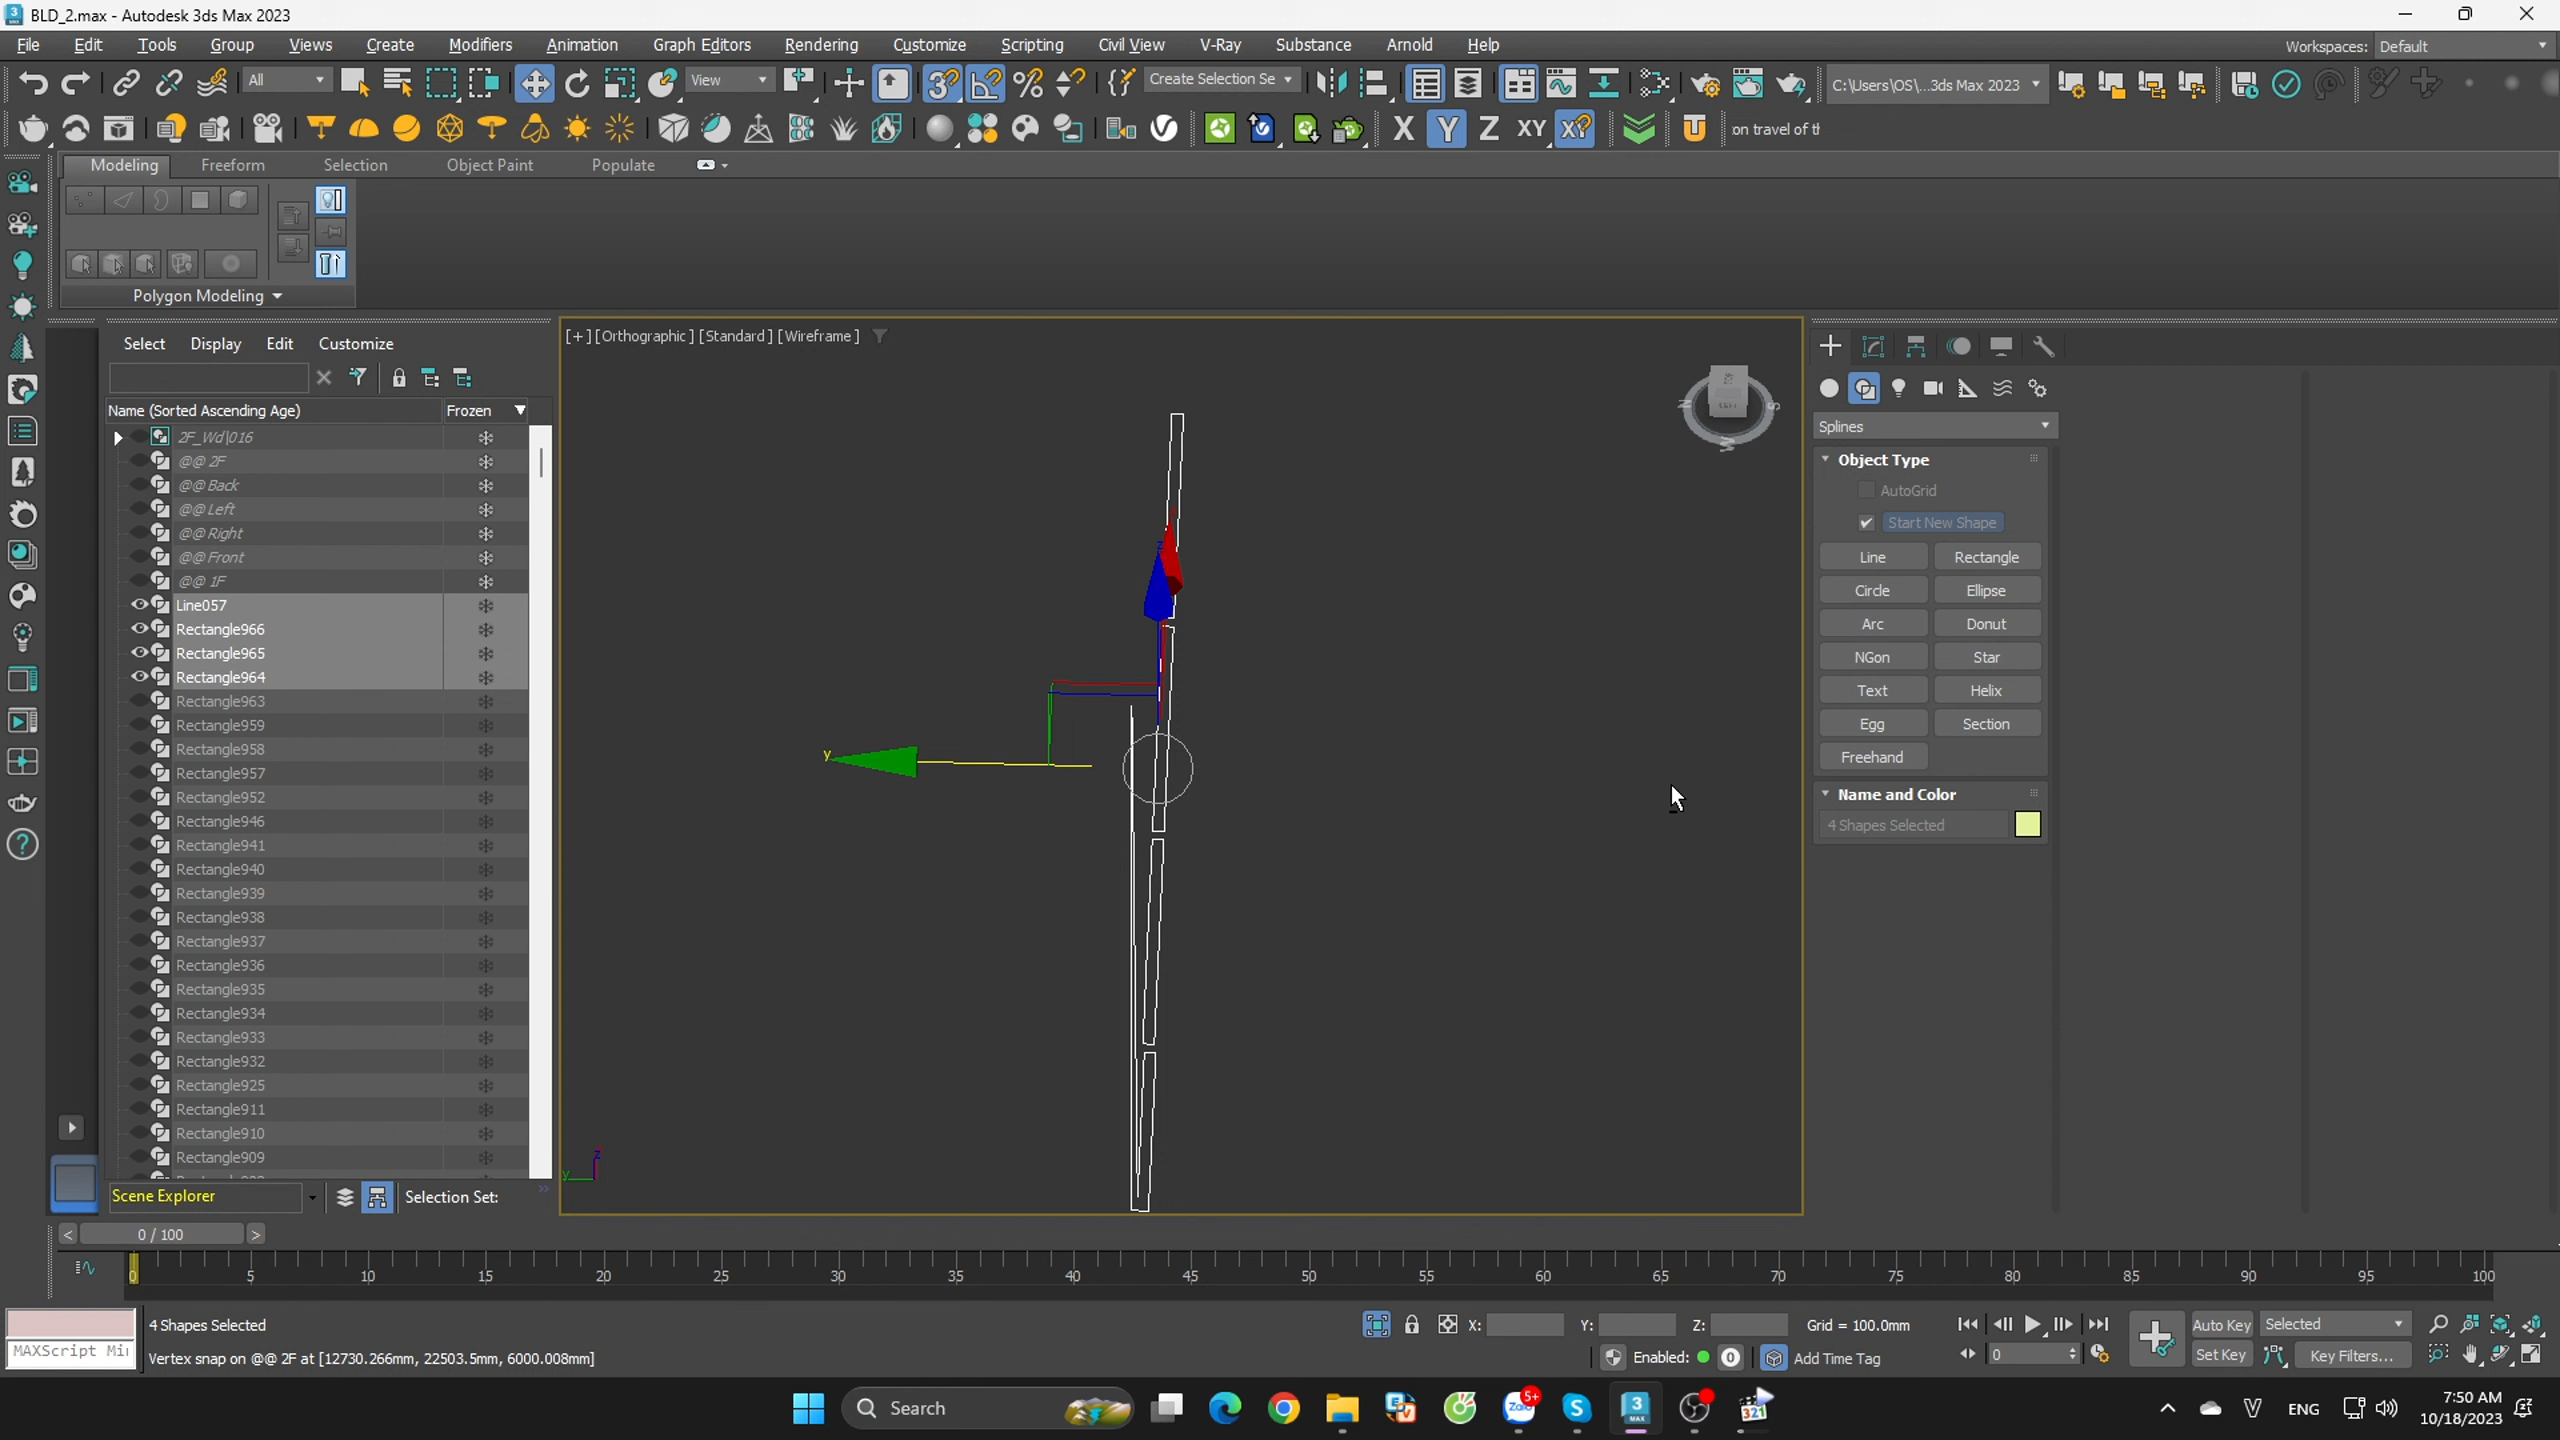 BLD_2.max - Autodesk 3ds Max 2023
File Edit Tools Group Views Create Modifiers Animation Graph Editors Rendering Customize Scripting Civil View V-Ray Substance Arnold Help
Workspaces: Default
All View Create Selection Se C:\Users\OS\...3ds Max 2023
X Y Z XY on travel of tl
Modeling Freeform Selection Object Paint Populate
Polygon Modeling
Select Display Edit Customize
Name (Sorted Ascending Age) Frozen
2F_Wd|016
@@ 2F
@@ Back
@@ Left
@@ Right
@@ Front
@@ 1F
Line057
Rectangle966
Rectangle965
Rectangle964
Rectangle963
Rectangle959
Rectangle958
Rectangle957
Rectangle952
Rectangle946
Rectangle941
Rectangle940
Rectangle939
Rectangle938
Rectangle937
Rectangle936
Rectangle935
Rectangle934
Rectangle933
Rectangle932
Rectangle925
Rectangle911
Rectangle910
Rectangle909
Scene Explorer
Selection Set:
[+] [Orthographic] [Standard] [Wireframe]
LEFT
N
S
W
z
y
z
y
Splines
Object Type
AutoGrid
Start New Shape
Line Rectangle
Circle Ellipse
Arc Donut
NGon Star
Text Helix
Egg Section
Freehand
Name and Color
4 Shapes Selected
< 0 / 100 >
0 5 10 15 20 25 30 35 40 45 50 55 60 65 70 75 80 85 90 95 100
4 Shapes Selected
X: Y: Z: Grid = 100.0mm
Auto Key Selected
MAXScript Mi
Vertex snap on @@ 2F at [12730.266mm, 22503.5mm, 6000.008mm]
Enabled: 0 Add Time Tag
0
Set Key Key Filters...
Search
5+
Zalo
3
MAX
321
ENG
7:50 AM
10/18/2023